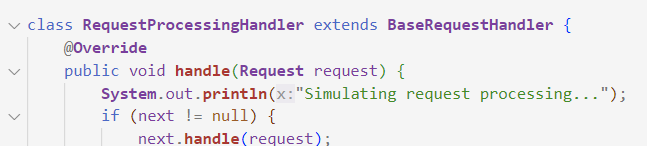 class RequestProcessingHandler extends BaseRequestHandler {
@Override
public void handle(Request request) {
System.out.println(x:"Simulating request processing...");
if (next != null) {
next.handle(request);